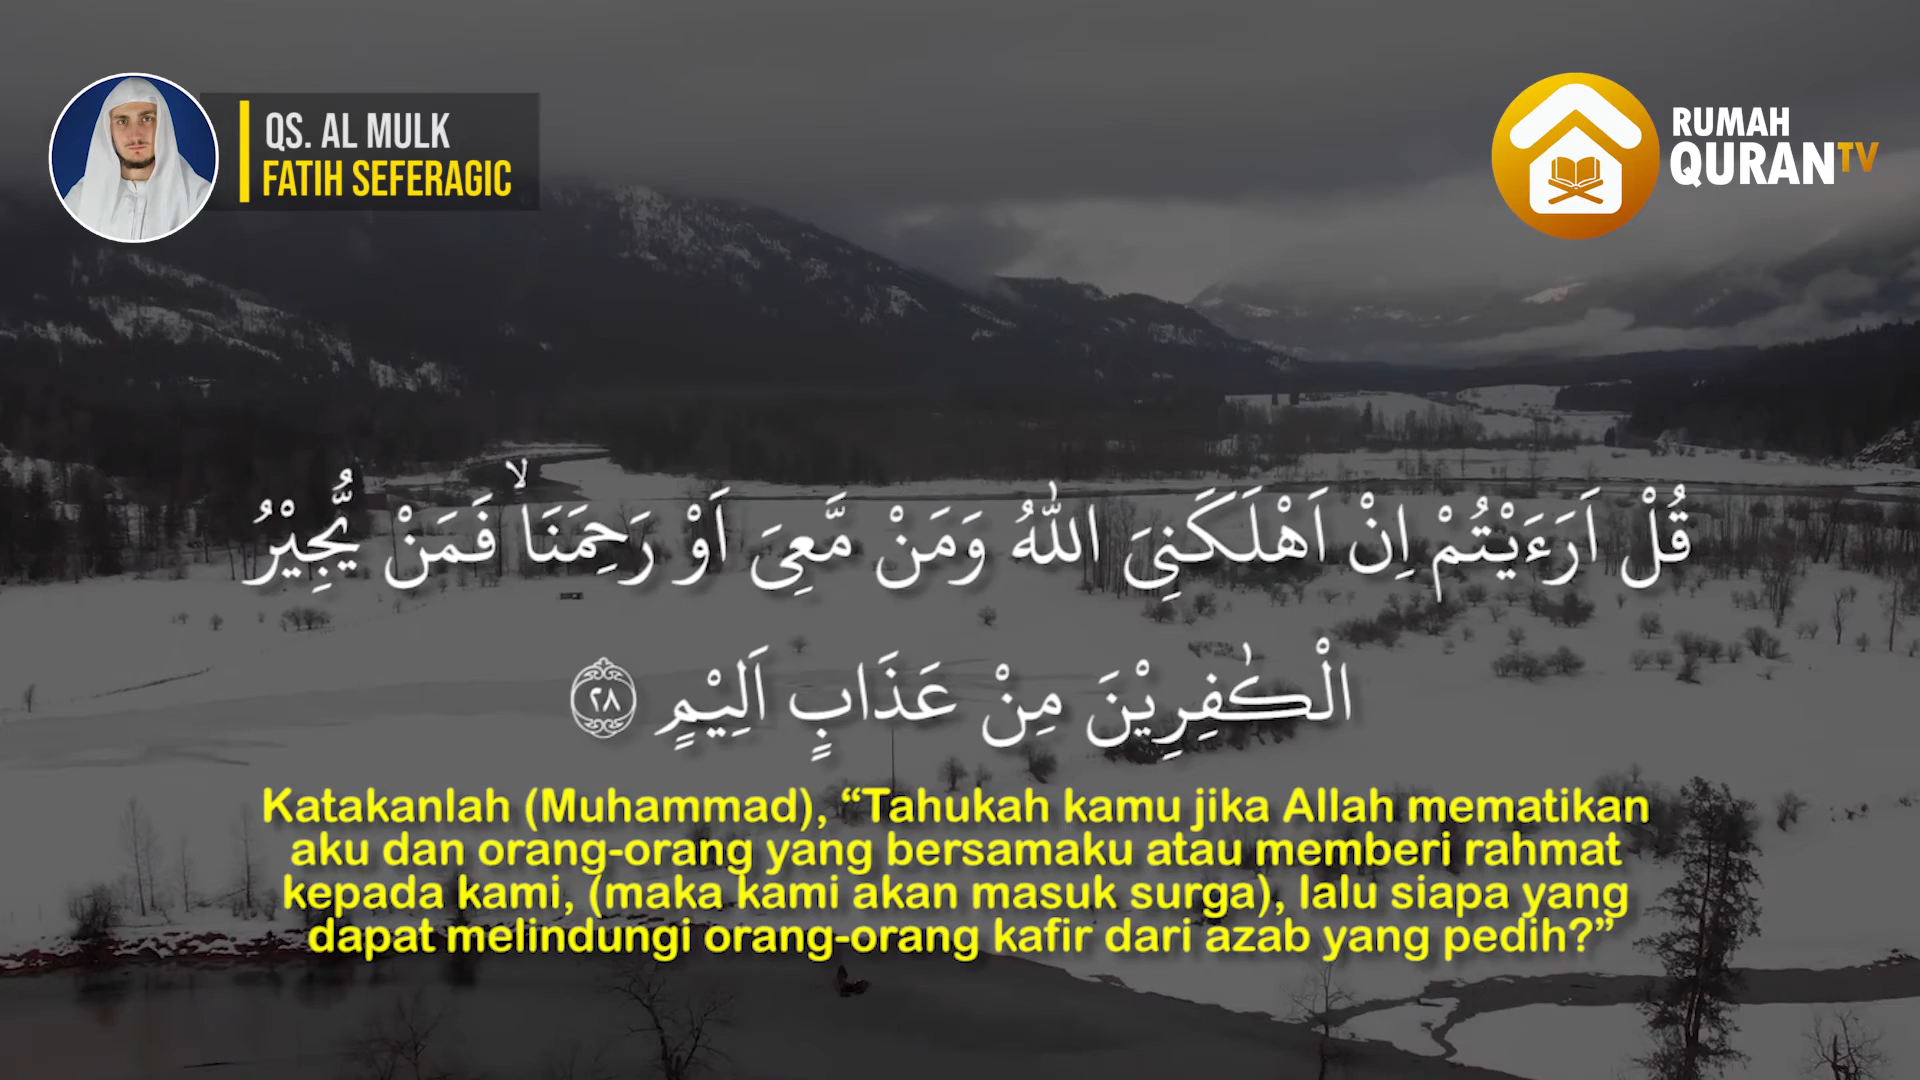 QS. AL MULK
FATIH SEFERAGIC
RUMAH
QURANTV
قُلْ اَرَءَيْتُمْ اِنْ اَهْلَكَنِيَ اللّٰهُ وَمَنْ مَّعِيَ اَوْ رَحِمَنَاۙ فَمَنْ يُّجِيْرُ
الْكٰفِرِيْنَ مِنْ عَذَابٍ اَلِيْمٍ ٢٨
Katakanlah (Muhammad), “Tahukah kamu jika Allah mematikan
aku dan orang-orang yang bersamaku atau memberi rahmat
kepada kami, (maka kami akan masuk surga), lalu siapa yang
dapat melindungi orang-orang kafir dari azab yang pedih?”